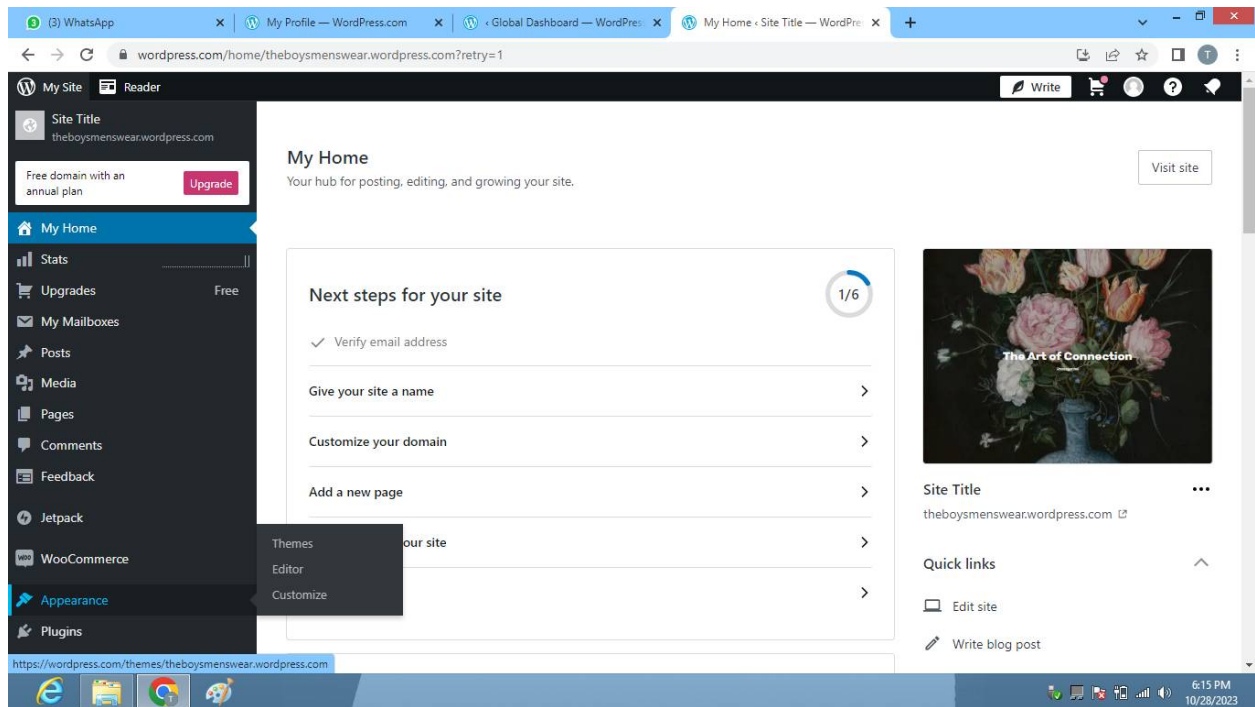 (3) WhatsApp
My Profile — WordPress.com
‹ Global Dashboard — WordPres
My Home ‹ Site Title — WordPre
wordpress.com/home/theboysmenswear.wordpress.com?retry=1
T
My Site
Reader
Write
Site Title
theboysmenswear.wordpress.com
Free domain with an
annual plan
Upgrade
My Home
Stats
Upgrades Free
My Mailboxes
Posts
Media
Pages
Comments
Feedback
Jetpack
WooCommerce
Appearance
Plugins
Themes
Editor
Customize
https://wordpress.com/themes/theboysmenswear.wordpress.com
My Home
Your hub for posting, editing, and growing your site.
Visit site
Next steps for your site
1/6
Verify email address
Give your site a name
Customize your domain
Add a new page
our site
The Art of Connection
Site Title
theboysmenswear.wordpress.com
Quick links
Edit site
Write blog post
6:15 PM
10/28/2023